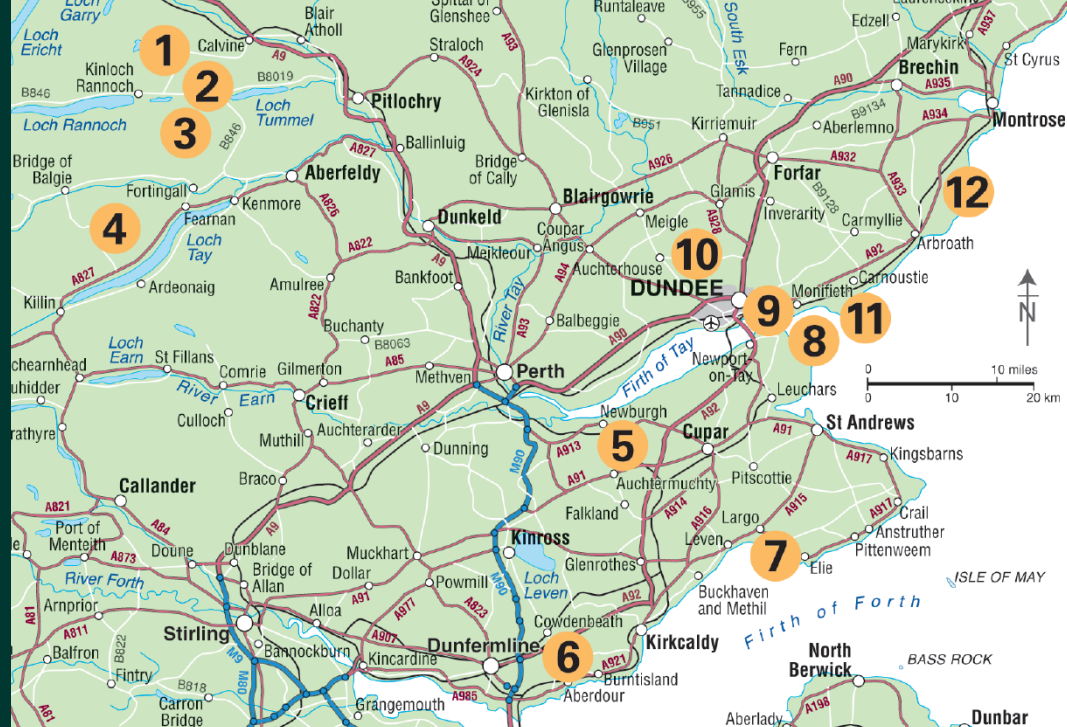 Loch
Garry
Blair
Atholl
Spittal of
Glenshee
Runtaleave
B955
South Esk
Edzell
Laurencekirk
A937
Loch
Ericht
1
Calvine
A9
Straloch
A93
Glenprosen
Village
Fern
Marykirk
St Cyrus
Kinloch
Rannoch
2
B8019
A924
A90
Brechin
A935
B846
Loch Rannoch
3
B846
Loch
Tummel
Pitlochry
Kirkton of
Glenisla
Tannadice
B9134
A934
Montrose
B951
Kirriemuir
Aberlemno
A827
Ballinluig
Bridge of
Balgie
Aberfeldy
Bridge
of Cally
A926
Forfar
A932
A933
Fortingall
Kenmore
Fearnan
4
Loch
Tay
A826
Dunkeld
Blairgowrie
Glamis
B9128
12
Meigle
A928
Inverarity
Carmyllie
A822
A9
Coupar
Angus
Meikleour
10
A92
Arbroath
A827
Ardeonaig
Amulree
Bankfoot
A94
Auchterhouse
Carnoustie
Killin
A822
River Tay
A93
DUNDEE
Monifieth
9
11
Buchanty
B8063
Balbeggie
A90
8
N
Loch
Earn
St Fillans
Comrie
Gilmerton
A85
Methven
Perth
Firth of Tay
Newport-
on-Tay
0
10 miles
20 km
chearnhead
uhidder
River Earn
Crieff
Leuchars
Culloch
A9
Newburgh
A92
rathyre
Muthill
Auchterarder
Dunning
M90
A913
5
Cupar
A91
St Andrews
A917
Kingsbarns
Braco
A91
Auchtermuchty
Pitscottie
Callander
A821
A84
A9
Falkland
A914
A916
A915
A917
Crail
Largo
Anstruther
Pittenweem
Port of
Menteith
A873
Doune
Dunblane
Muckhart
Kinross
Leven
7
Elie
River Forth
Bridge of
Allan
Dollar
A91
A977
Powmill
A823
M90
Loch
Leven
Glenrothes
Buckhaven
and Methil
ISLE OF MAY
A81
Arnprior
A811
Stirling
Alloa
A907
A92
Firth of Forth
Balfron
B822
M9
Bannockburn
Kincardine
Dunfermline
Cowdenbeath
6
Kirkcaldy
A921
Burntisland
North
Berwick
BASS ROCK
Fintry
M80
B818
Carron
Bridge
A985
Grangemouth
Aberdour
A81
Aberlady
A198
Dunbar